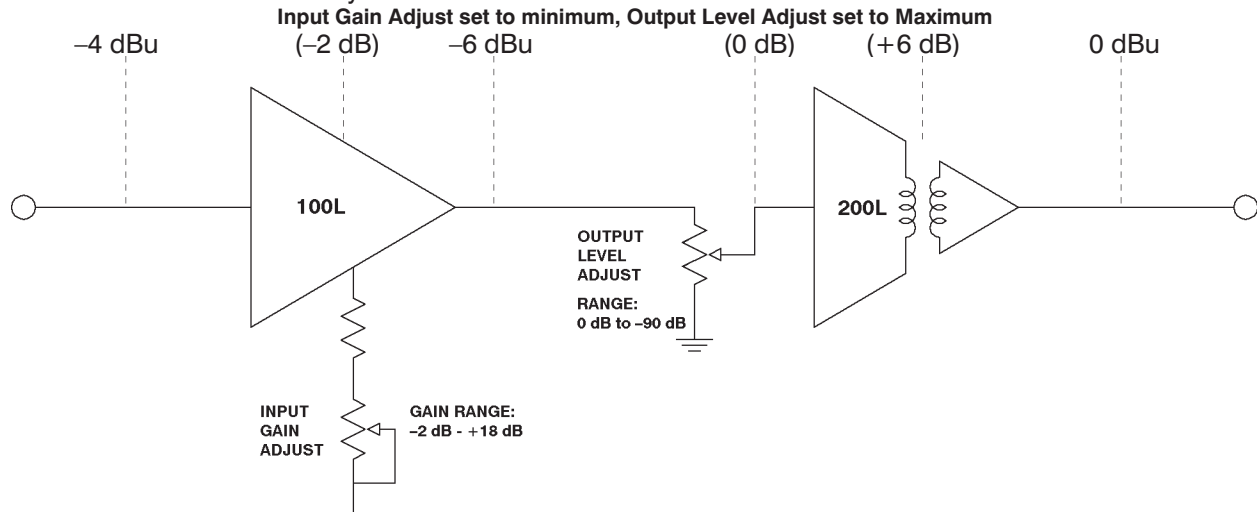 Input Gain Adjust set to minimum, Output Level Adjust set to Maximum
–4 dBu (–2 dB) –6 dBu (0 dB) (+6 dB) 0 dBu
100L
200L
OUTPUT
LEVEL
ADJUST
RANGE:
0 dB to –90 dB
INPUT
GAIN
ADJUST
GAIN RANGE:
–2 dB - +18 dB